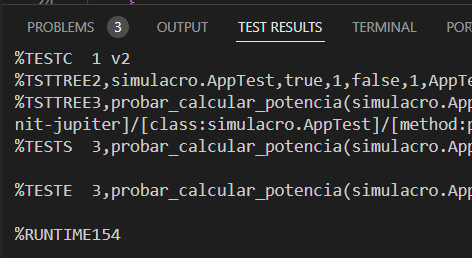 PROBLEMS 3 OUTPUT TEST RESULTS TERMINAL POR
%TESTC 1 v2
%TSTTREE2,simulacro.AppTest,true,1,false,1,AppTe
%TSTTREE3,probar_calcular_potencia(simulacro.Ap
nit-jupiter]/[class:simulacro.AppTest]/[method:p
%TESTS 3,probar_calcular_potencia(simulacro.App
%TESTE 3,probar_calcular_potencia(simulacro.App
%RUNTIME154